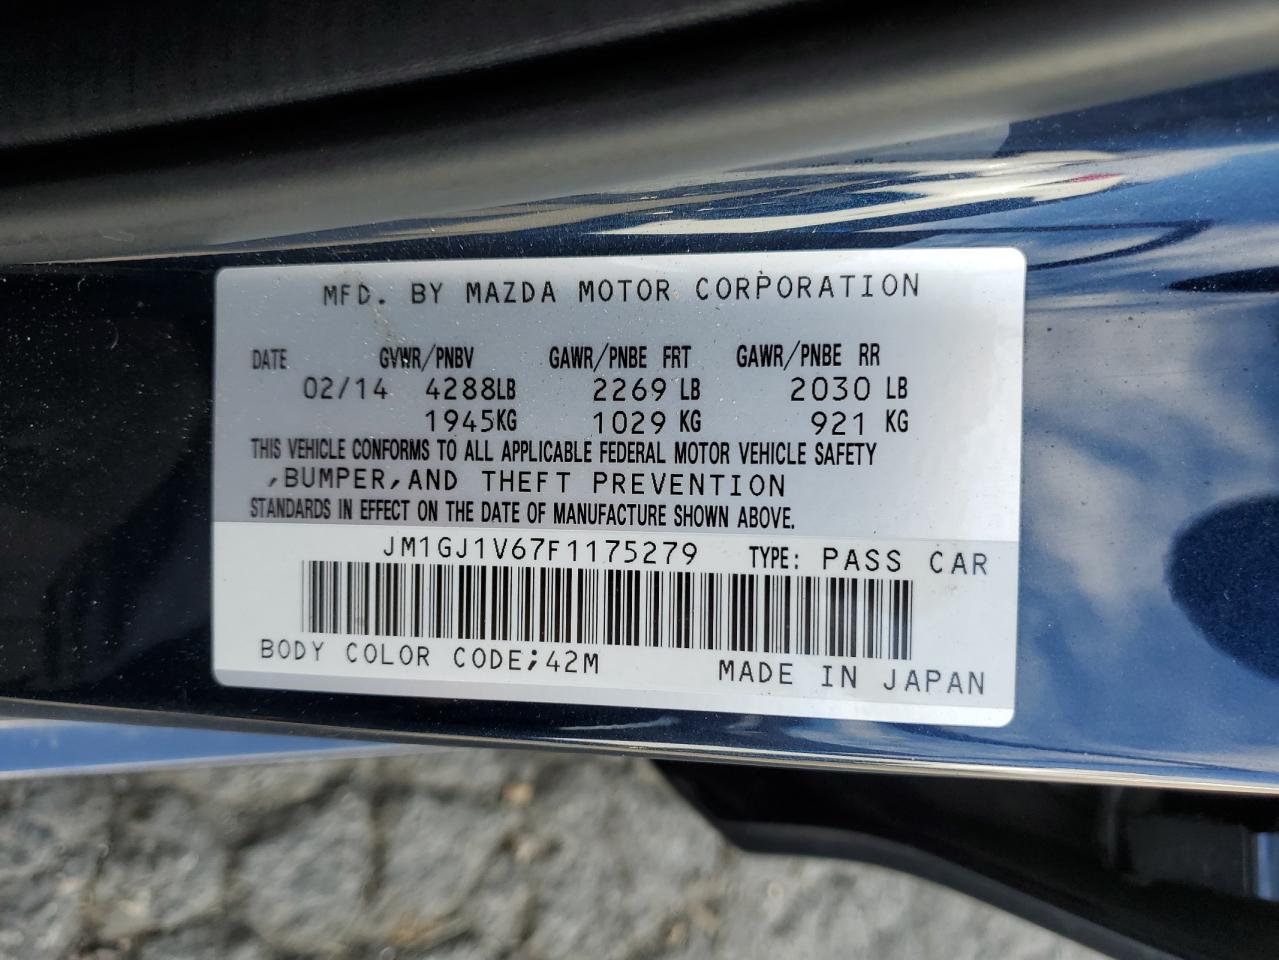 MFD. BY MAZDA MOTOR CORPORATION
DATE GVWR/PNBV GAWR/PNBE FRT GAWR/PNBE RR
02/14 4288LB 2269 LB 2030 LB
1945KG 1029 KG 921 KG
THIS VEHICLE CONFORMS TO ALL APPLICABLE FEDERAL MOTOR VEHICLE SAFETY
,BUMPER,AND THEFT PREVENTION
STANDARDS IN EFFECT ON THE DATE OF MANUFACTURE SHOWN ABOVE.
JM1GJ1V67F1175279 TYPE: PASS CAR
BODY COLOR CODE;42M MADE IN JAPAN